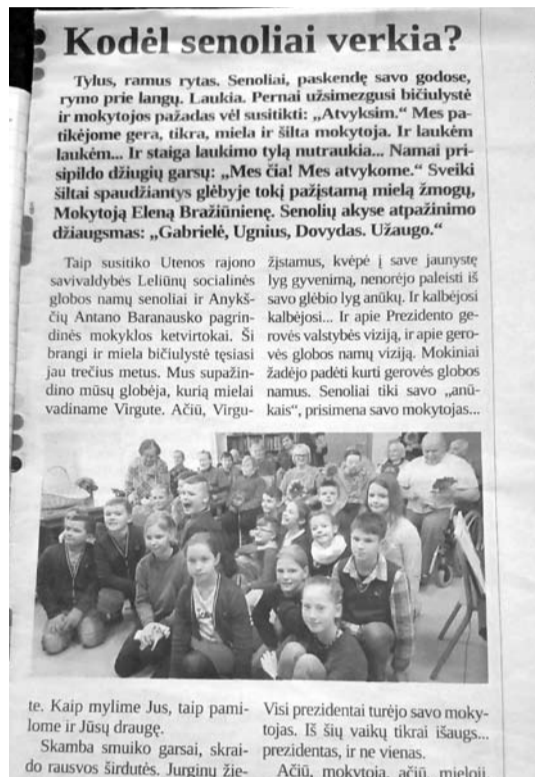 Kodėl senoliai verkia?
Tylus, ramus rytas. Senoliai, paskendę savo godose,
rymo prie langų. Laukia. Pernai užsimezgusi bičiulystė
ir mokytojos pažadas vėl susitikti: „Atvyksim.“ Mes pa-
tikėjome gera, tikra, miela ir šilta mokytoja. Ir laukėm
laukėm... Ir staiga laukimo tylą nutraukia... Namai pri-
sipildo džiugių garsų: „Mes čia! Mes atvykome.“ Sveiki
šiltai spaudžiantys glėbyje tokį pažįstamą mielą žmogų,
Mokytoją Eleną Bražiūnienę. Senolių akyse atpažinimo
džiaugsmas: „Gabrielė, Ugnius, Dovydas. Užaugo.“
Taip susitiko Utenos rajono
savivaldybės Leliūnų socialinės
globos namų senoliai ir Anykš-
čių Antano Baranausko pagrin-
dinės mokyklos ketvirtokai. Ši
brangi ir miela bičiulystė tęsiasi
jau trečius metus. Mus supažin-
dino mūsų globėja, kurią mielai
vadiname Virgute. Ačiū, Virgu-
te. Kaip mylime Jus, taip pami-
lome ir Jūsų draugę.
Skamba smuiko garsai, skrai-
do rausvos širdutės. Jurginų žie-
žįstamus, kvėpė į save jaunystę
lyg gyvenimą, nenorėjo paleisti iš
savo glėbio lyg anūkų. Ir kalbėjosi
kalbėjosi... Ir apie Prezidento ge-
rovės valstybės viziją, ir apie gero-
vės globos namų viziją. Mokiniai
žadėjo padėti kurti gerovės globos
namus. Senoliai tiki savo „anū-
kais“, prisimena savo mokytojas...
Visi prezidentai turėjo savo moky-
tojas. Iš šių vaikų tikrai išaugs...
prezidentas, ir ne vienas.
Ačiū, mokytoja, ačiū, mieloji